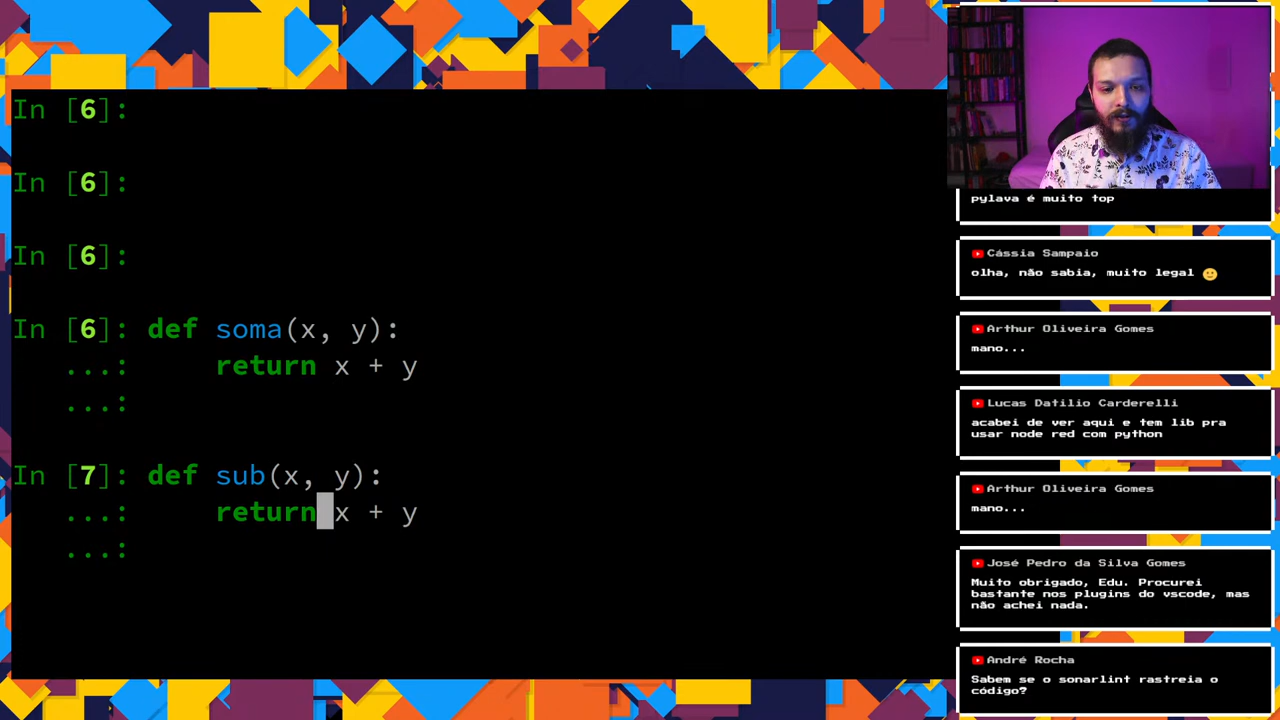 In [6]:
In [6]:
In [6]:
In [6]: def soma(x, y):
...: return x + y
...:
In [7]: def sub(x, y):
...: return x + y
...:
pylava é muito top
Cássia Sampaio
olha, não sabia, muito legal 🙂
Arthur Oliveira Gomes
mano...
Lucas Datilio Carderelli
acabei de ver aqui e tem lib pra
usar node red com python
Arthur Oliveira Gomes
mano...
José Pedro da Silva Gomes
Muito obrigado, Edu. Procurei
bastante nos plugins do vscode, mas
não achei nada.
André Rocha
Sabem se o sonarlint rastreia o
código?